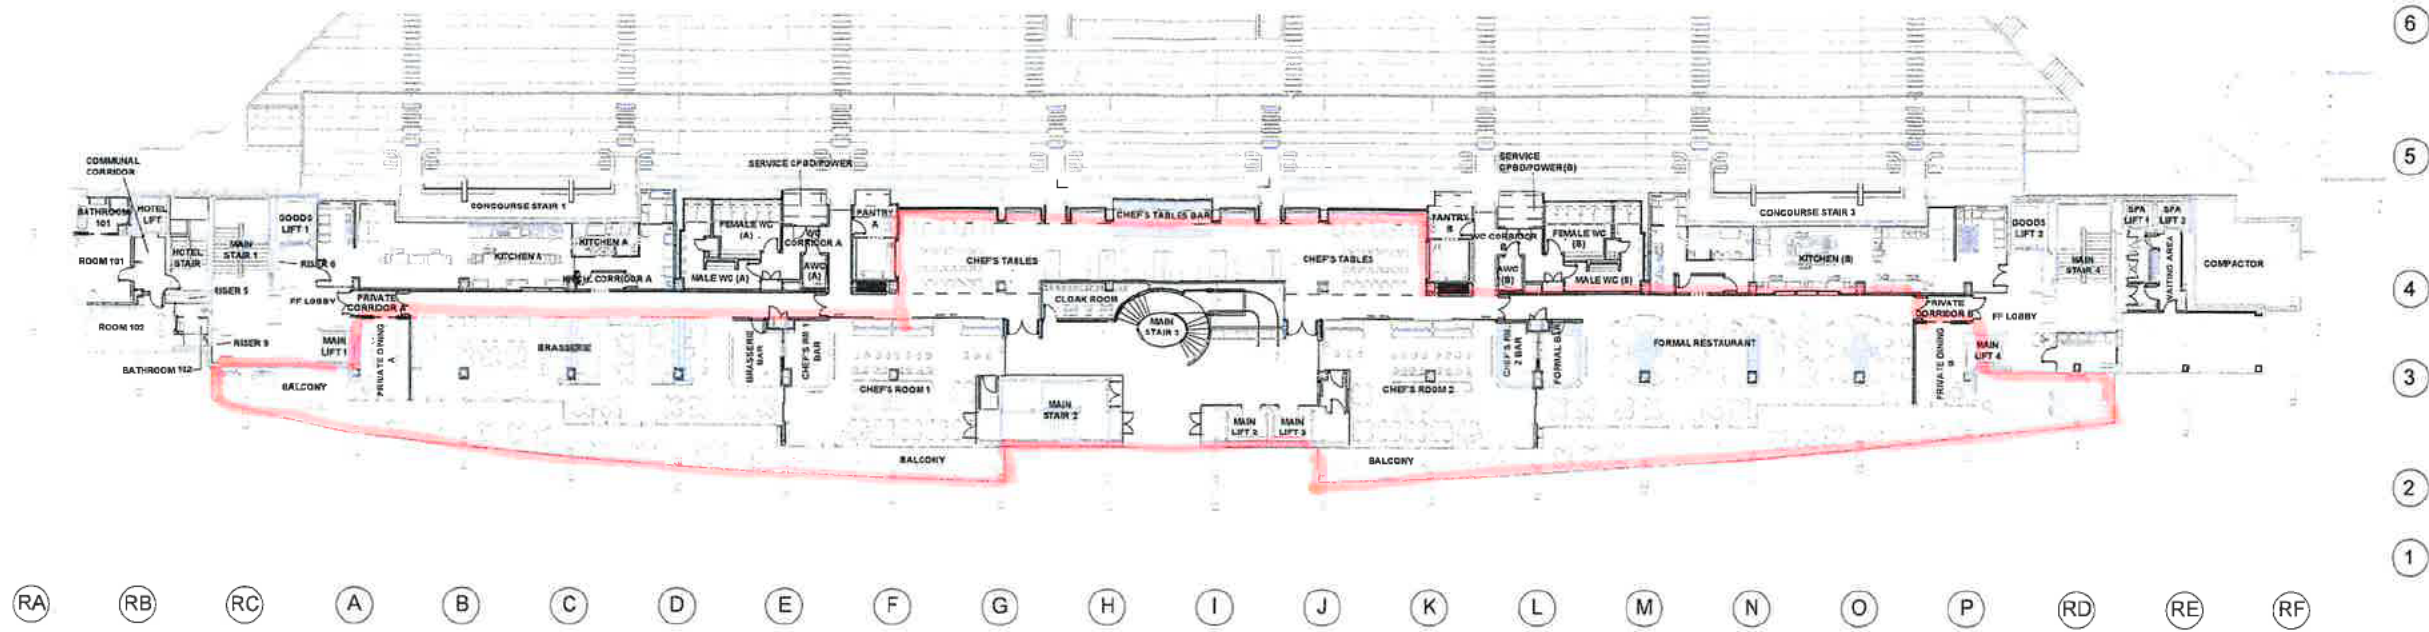 6
5
COMMUNAL
CORRIDOR
SERVICE CPBD/POWER
SERVICE
CPBD/POWER(B)
BATHROOM
101
HOTEL
LIFT
GOODS
LIFT 1
CONCOURSE STAIR 1
FEMALE WC
(A)
WC
CORRIDOR A
PANTRY
A
CHEF'S TABLES BAR
PANTRY
B
WC CORRIDOR
B
FEMALE WC
(B)
CONCOURSE STAIR 3
GOODS
LIFT 2
SPA
LIFT 1
SPA
LIFT 2
ROOM 101
HOTEL
STAIR
MAIN
STAIR 1
RISER 6
KITCHEN A
KITCHEN A
MALE WC (A)
AWC
(A)
CHEF'S TABLES
CHEF'S TABLES
AWC
(B)
MALE WC (B)
KITCHEN (B)
MAIN
STAIR 4
WAITING AREA
COMPACTOR
RISER 5
FF LOBBY
PRIVATE
CORRIDOR A
CLOAK ROOM
PRIVATE
CORRIDOR B
FF LOBBY
4
ROOM 102
RISER 9
MAIN
LIFT 1
PRIVATE DINING
A
BRASSERIE
BRASSERIE
BAR
CHEF'S RM 1
BAR
MAIN
STAIR 3
CHEF'S RM
2 BAR
FORMAL BAR
FORMAL RESTAURANT
PRIVATE DINING
B
MAIN
LIFT 4
BATHROOM 102
BALCONY
CHEF'S ROOM 1
CHEF'S ROOM 2
3
MAIN
STAIR 2
MAIN
LIFT 2
MAIN
LIFT 3
BALCONY
BALCONY
2
1
RA
RB
RC
A
B
C
D
E
F
G
H
I
J
K
L
M
N
O
P
RD
RE
RF